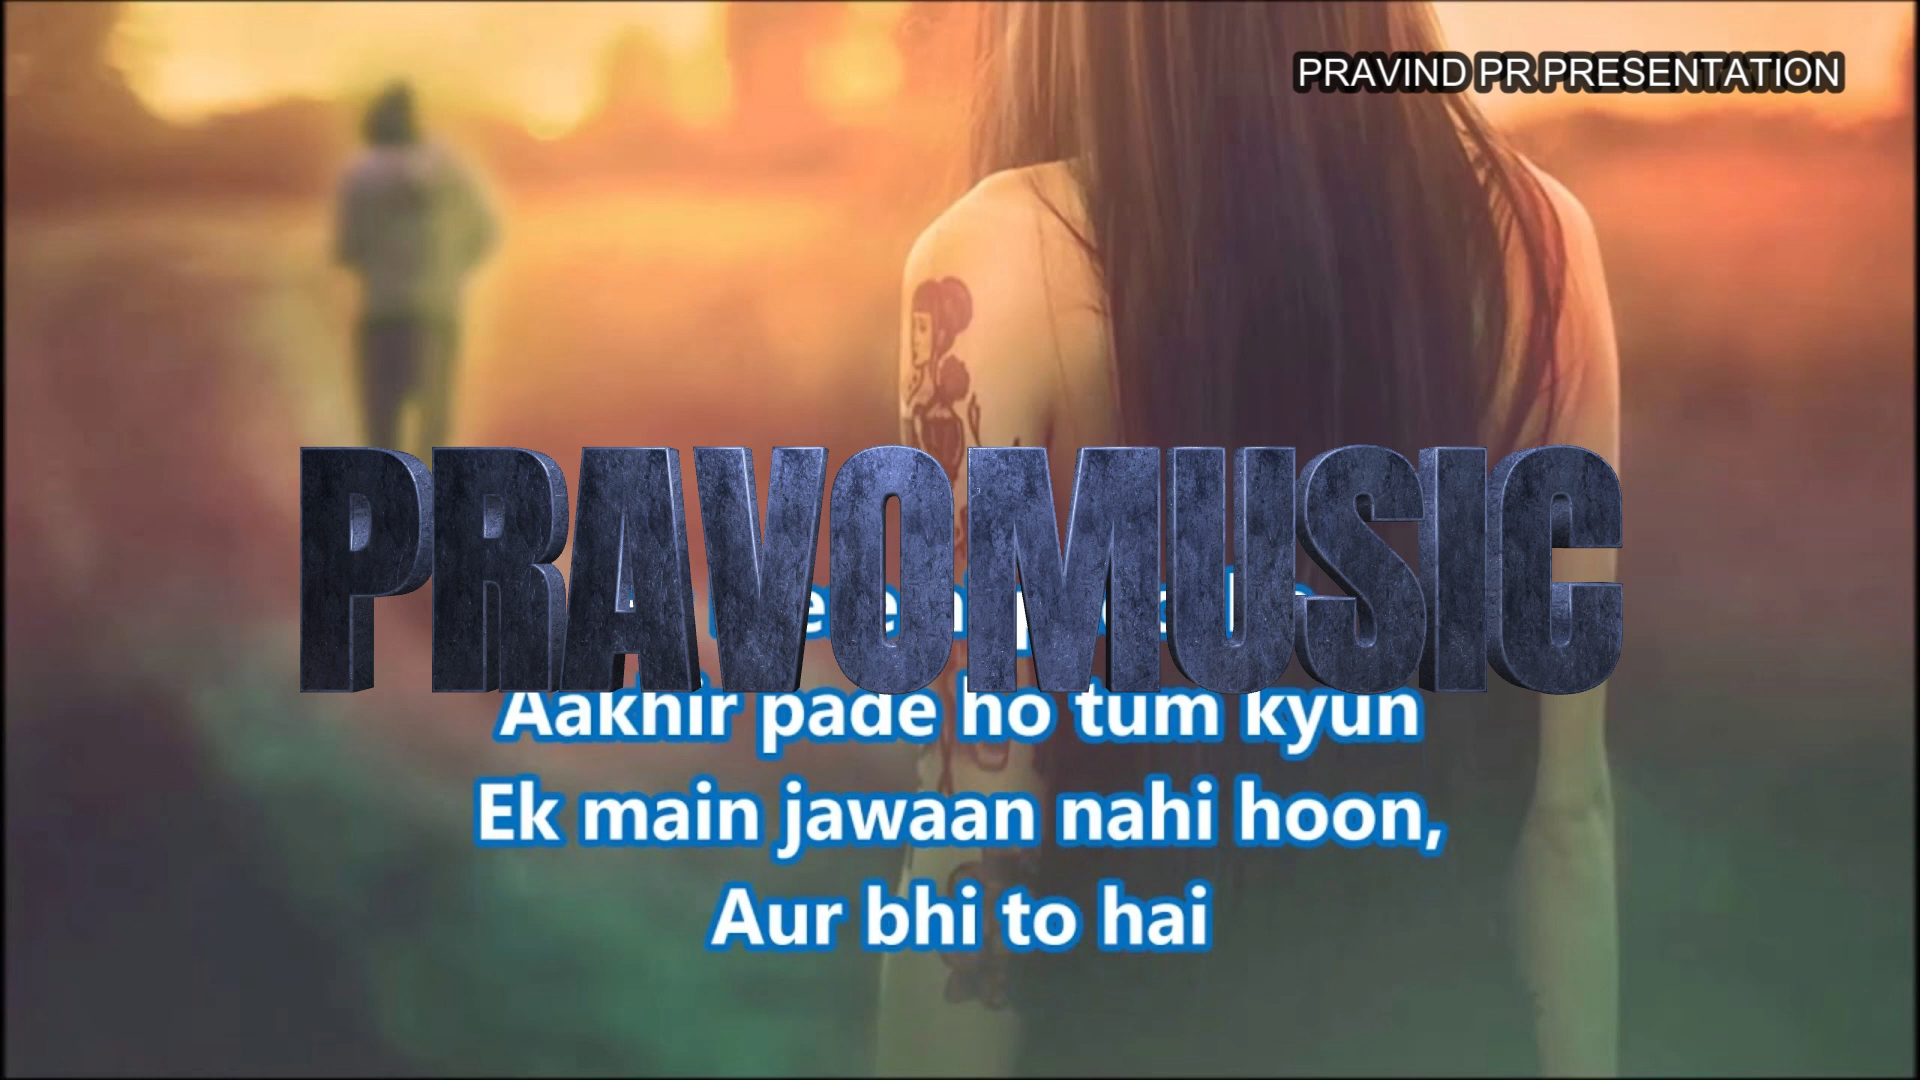 PRAVIND PR PRESENTATION
PRAVOMUSIC
Aakhir pade ho tum kyun
Ek main jawaan nahi hoon,
Aur bhi to hai